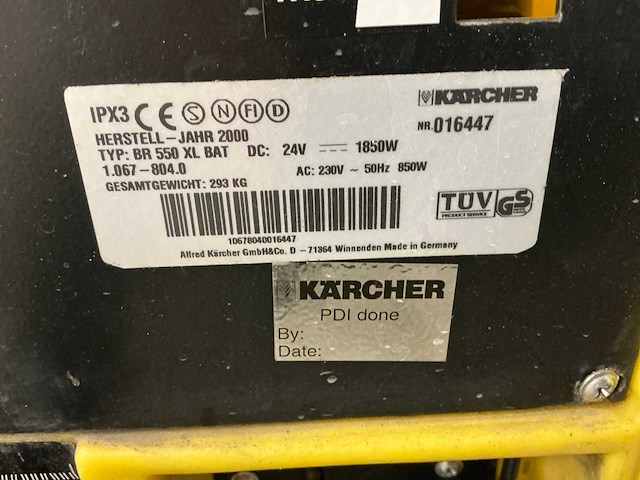 IPX3 CE S N FI D
KÄRCHER
HERSTELL-JAHR 2000
NR. 016447
TYP: BR 550 XL BAT DC: 24V 1850W
1.067-804.0 AC: 230V ~ 50Hz 850W
GESAMTGEWICHT: 293 KG
TÜV GS
PRODUCT SERVICE
10678040016447
Alfred Kärcher GmbH&Co. D - 71364 Winnenden Made in Germany
KÄRCHER
PDI done
By:
Date: